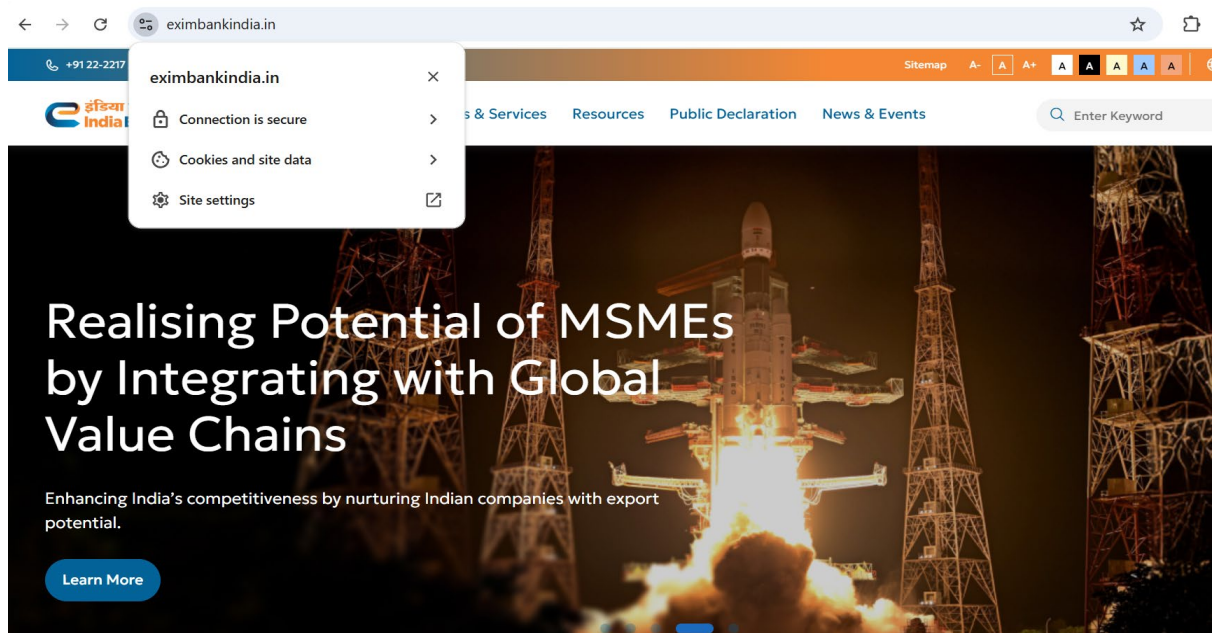 eximbankindia.in
+91 22-2217
Sitemap A- A A+ A A A A A
eximbankindia.in
Connection is secure
Cookies and site data
Site settings
इंडिया
India
s & Services Resources Public Declaration News & Events
Enter Keyword
Realising Potential of MSMEs
by Integrating with Global
Value Chains
Enhancing India's competitiveness by nurturing Indian companies with export
potential.
Learn More